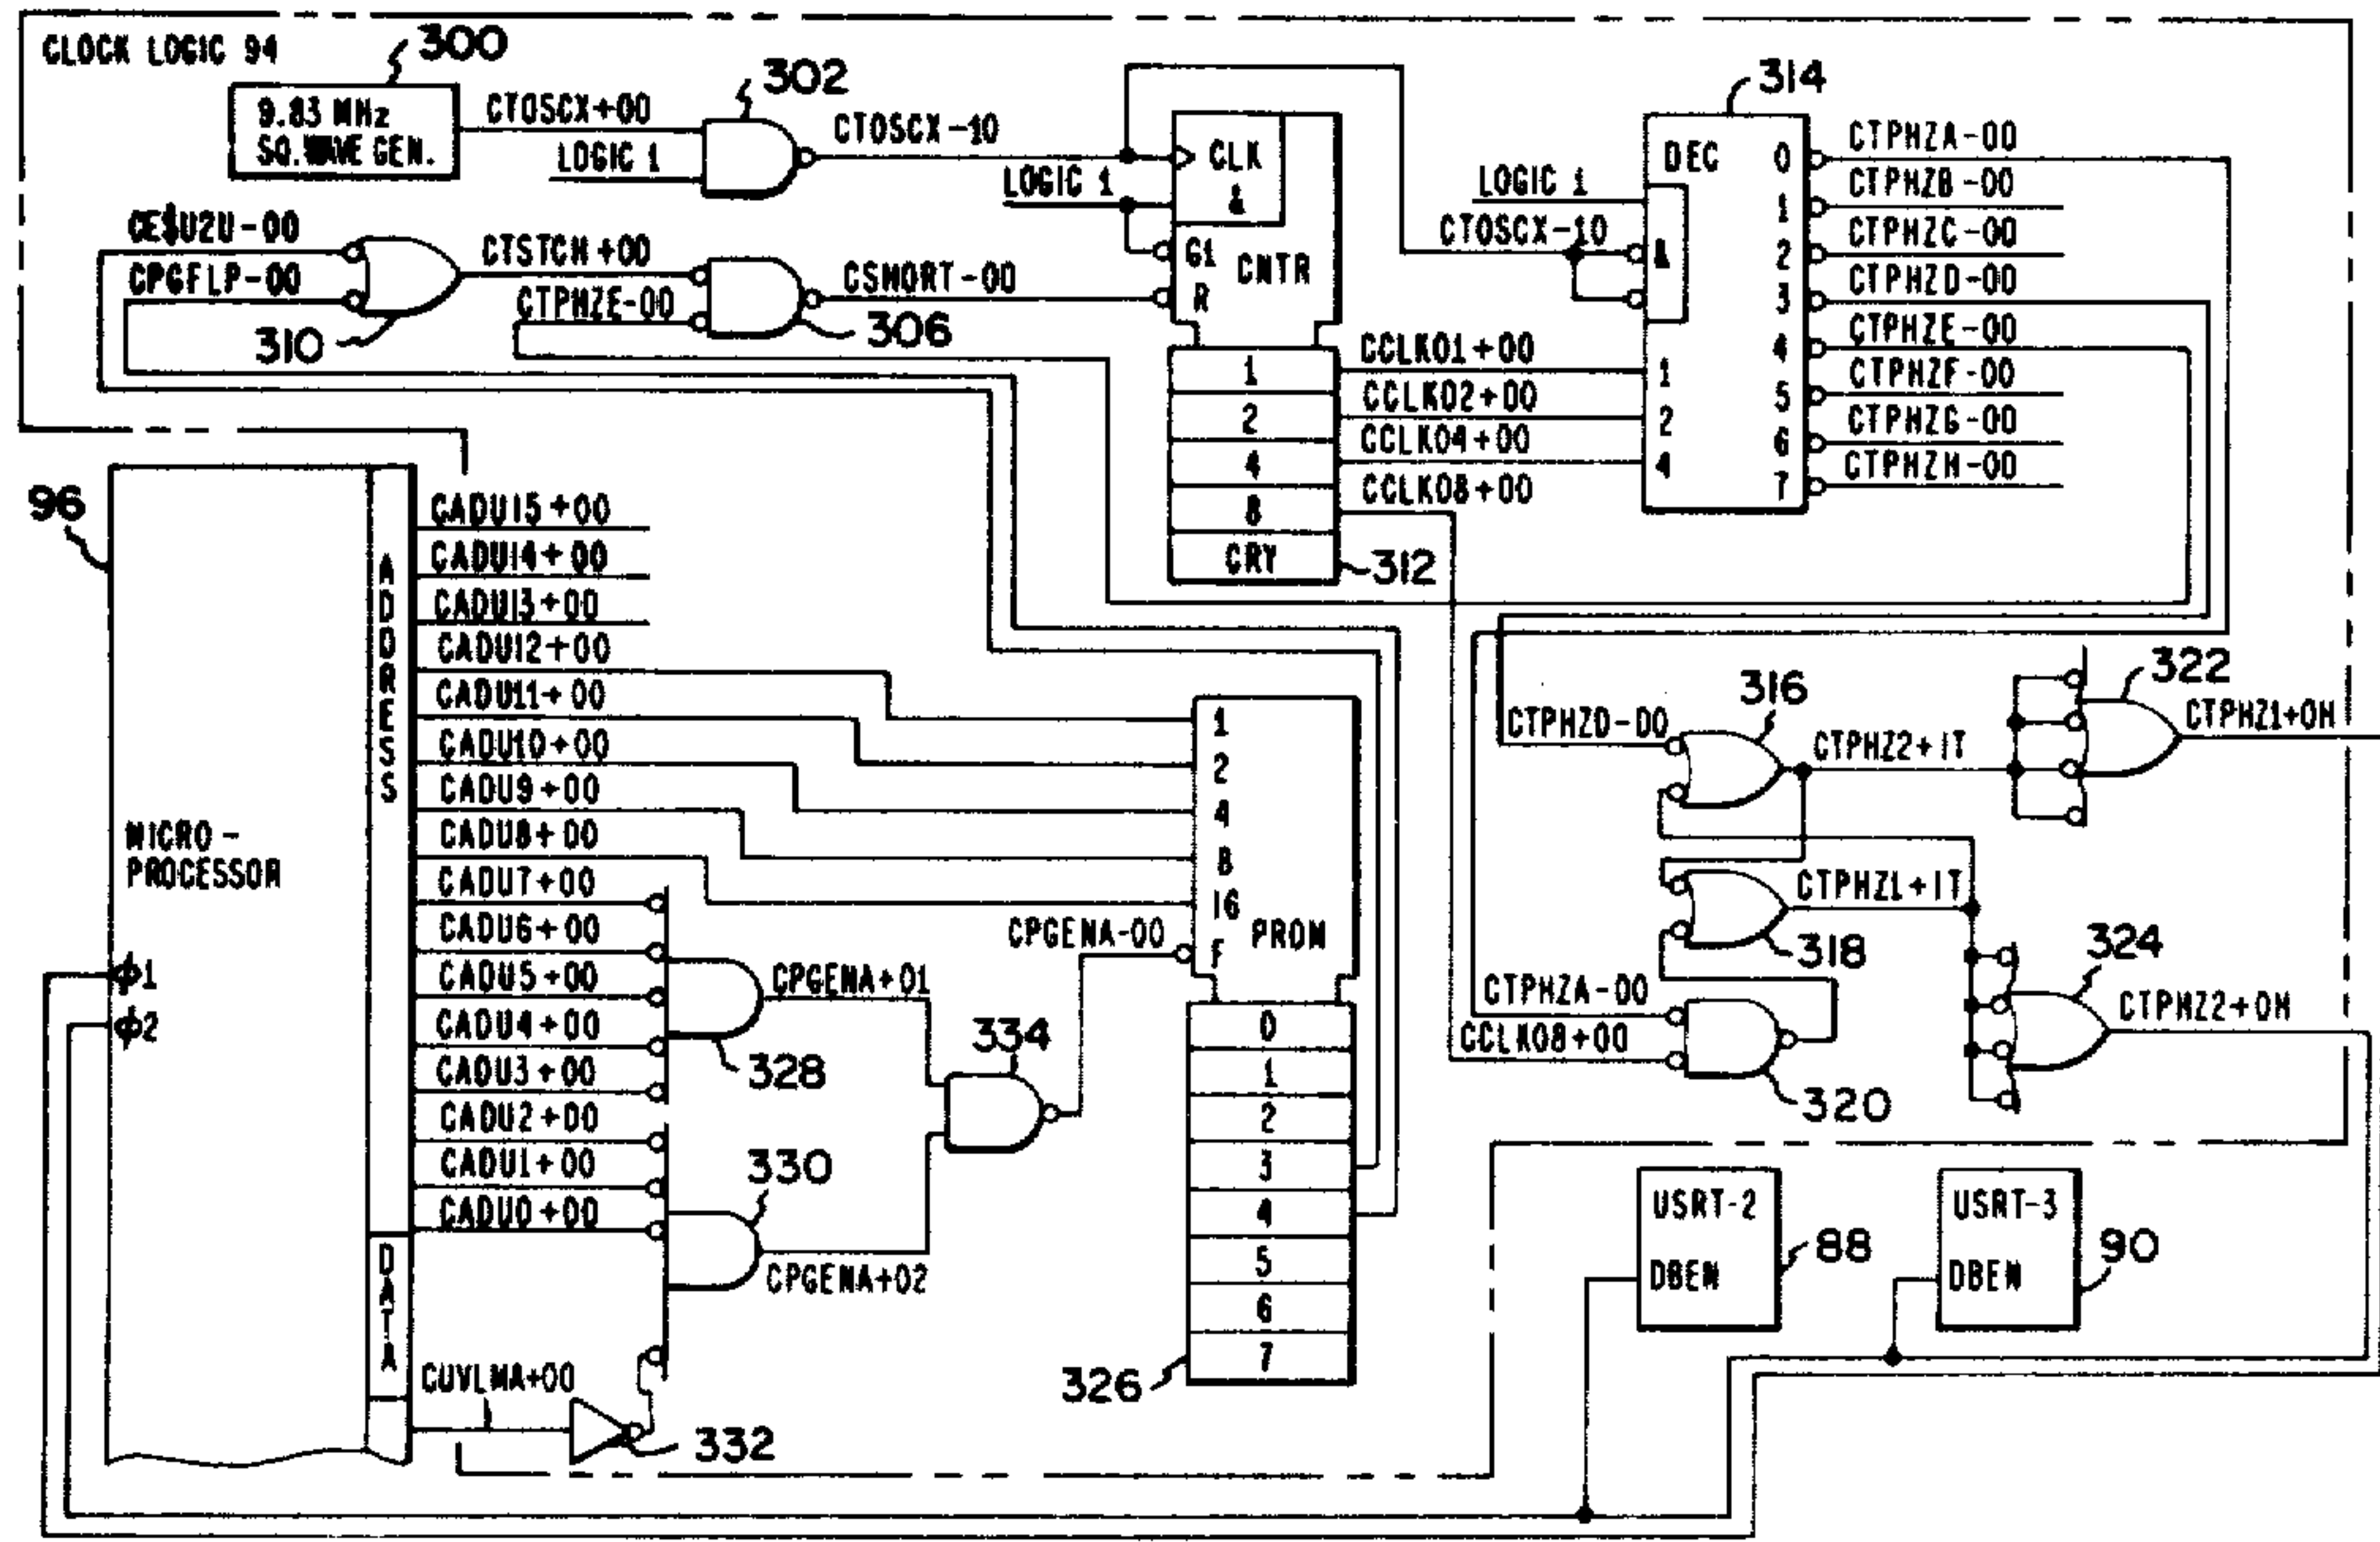 CLOCK LOGIC 94
300
9.83 MHz
SQ. WAVE GEN.
CTOSCX+00
LOGIC 1
302
CTOSCX-10
LOGIC 1
CLK
&
G1
CNTR
R
1
2
4
8
CRY
312
CE$U2U-00
CPGFLP-00
310
CTSTCH+00
CTPHZE-00
306
CSHORT-00
CCLK01+00
CCLK02+00
CCLK04+00
CCLK08+00
LOGIC 1
CTOSCX-10
314
DEC
&
1
2
4
0
1
2
3
4
5
6
7
CTPHZA-00
CTPHZB-00
CTPHZC-00
CTPHZD-00
CTPHZE-00
CTPHZF-00
CTPHZG-00
CTPHZH-00
96
MICRO-
PROCESSOR
ADDRESS
DATA
ϕ1
ϕ2
CADU15+00
CADU14+00
CADU13+00
CADU12+00
CADU11+00
CADU10+00
CADU9+00
CADU8+00
CADU7+00
CADU6+00
CADU5+00
CADU4+00
CADU3+00
CADU2+00
CADU1+00
CADU0+00
CUVLMA+00
332
328
330
CPGENA+01
CPGENA+02
334
CPGENA-00
1
2
4
8
16
F
PROM
0
1
2
3
4
5
6
7
326
CTPHZD-D0
316
CTPHZ2+1T
322
CTPHZ1+0H
318
CTPHZ1+1T
324
CTPHZ2+0H
CTPHZA-00
CCLK08+00
320
USRT-2
DBEN
88
USRT-3
DBEN
90